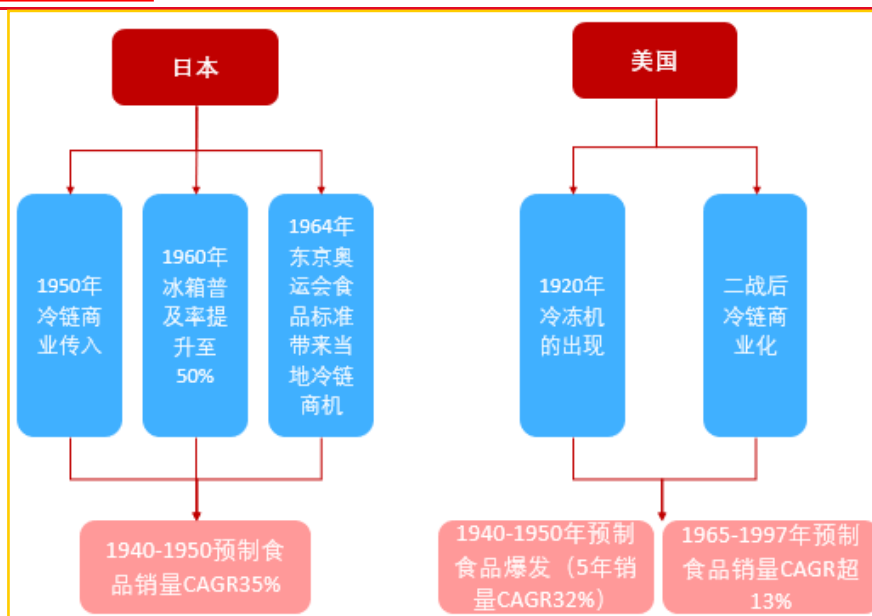 日本
1950年
冷链商
业传入
1960年
冰箱普
及率提
升至
50%
1964年
东京奥
运会食
品标准
带来当
地冷链
商机
1940-1950预制食
品销量CAGR35%
美国
1920年
冷冻机
的出现
二战后
冷链商
业化
1940-1950年预制
食品爆发（5年销
量CAGR32%）
1965-1997年预制
食品销量CAGR超
13%